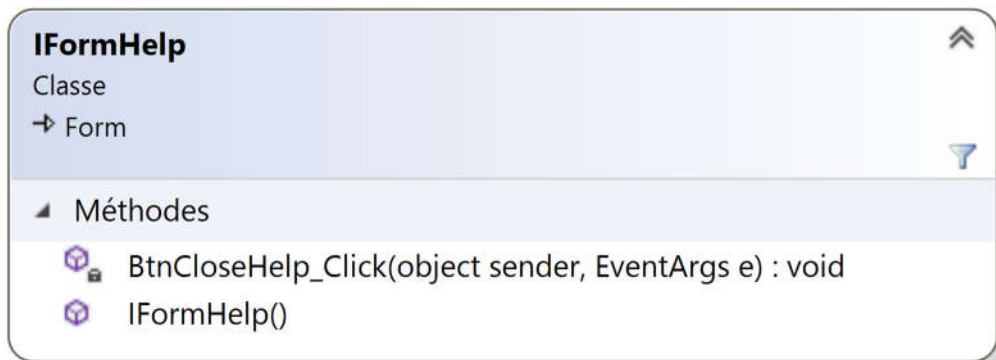 IFormHelp
Classe
Form
Méthodes
BtnCloseHelp_Click(object sender, EventArgs e) : void
IFormHelp()